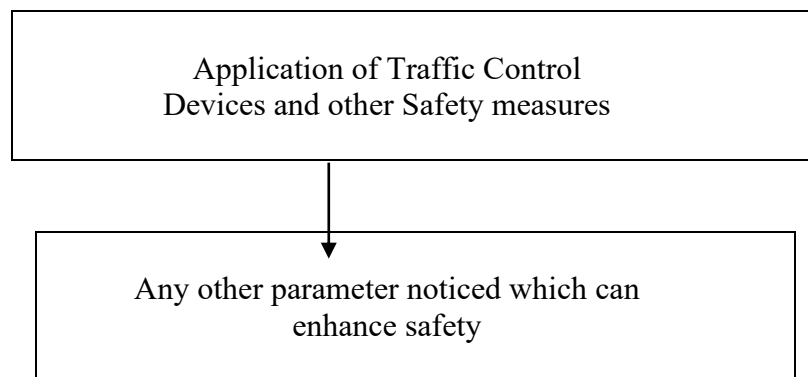 Application of Traffic Control
Devices and other Safety measures
Any other parameter noticed which can
enhance safety